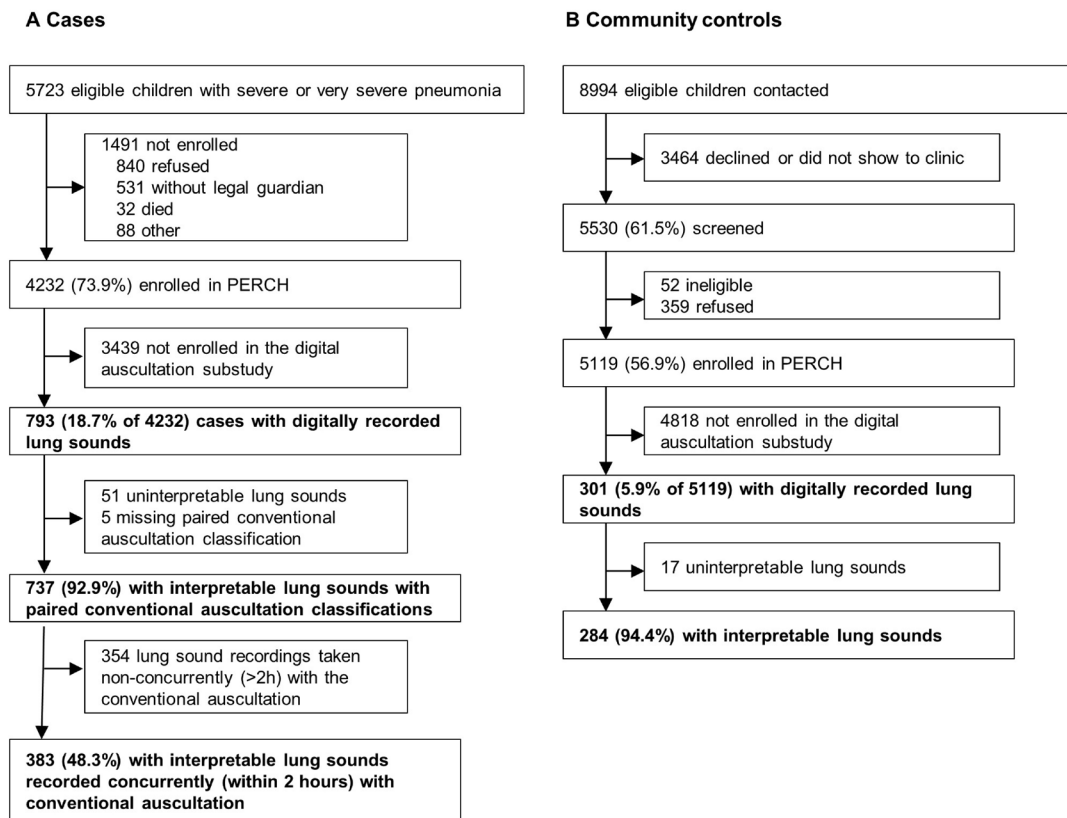 A Cases
5723 eligible children with severe or very severe pneumonia
1491 not enrolled
840 refused
531 without legal guardian
32 died
88 other
4232 (73.9%) enrolled in PERCH
3439 not enrolled in the digital
auscultation substudy
793 (18.7% of 4232) cases with digitally recorded
lung sounds
51 uninterpretable lung sounds
5 missing paired conventional
auscultation classification
737 (92.9%) with interpretable lung sounds with
paired conventional auscultation classifications
354 lung sound recordings taken
non-concurrently (>2h) with the
conventional auscultation
383 (48.3%) with interpretable lung sounds
recorded concurrently (within 2 hours) with
conventional auscultation
B Community controls
8994 eligible children contacted
3464 declined or did not show to clinic
5530 (61.5%) screened
52 ineligible
359 refused
5119 (56.9%) enrolled in PERCH
4818 not enrolled in the digital
auscultation substudy
301 (5.9% of 5119) with digitally recorded lung
sounds
17 uninterpretable lung sounds
284 (94.4%) with interpretable lung sounds